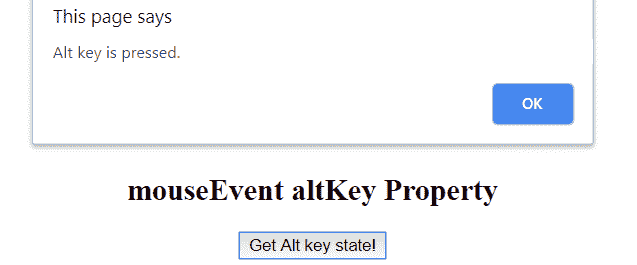 This page says
Alt key is pressed.
OK
mouseEvent altKey Property
Get Alt key state!